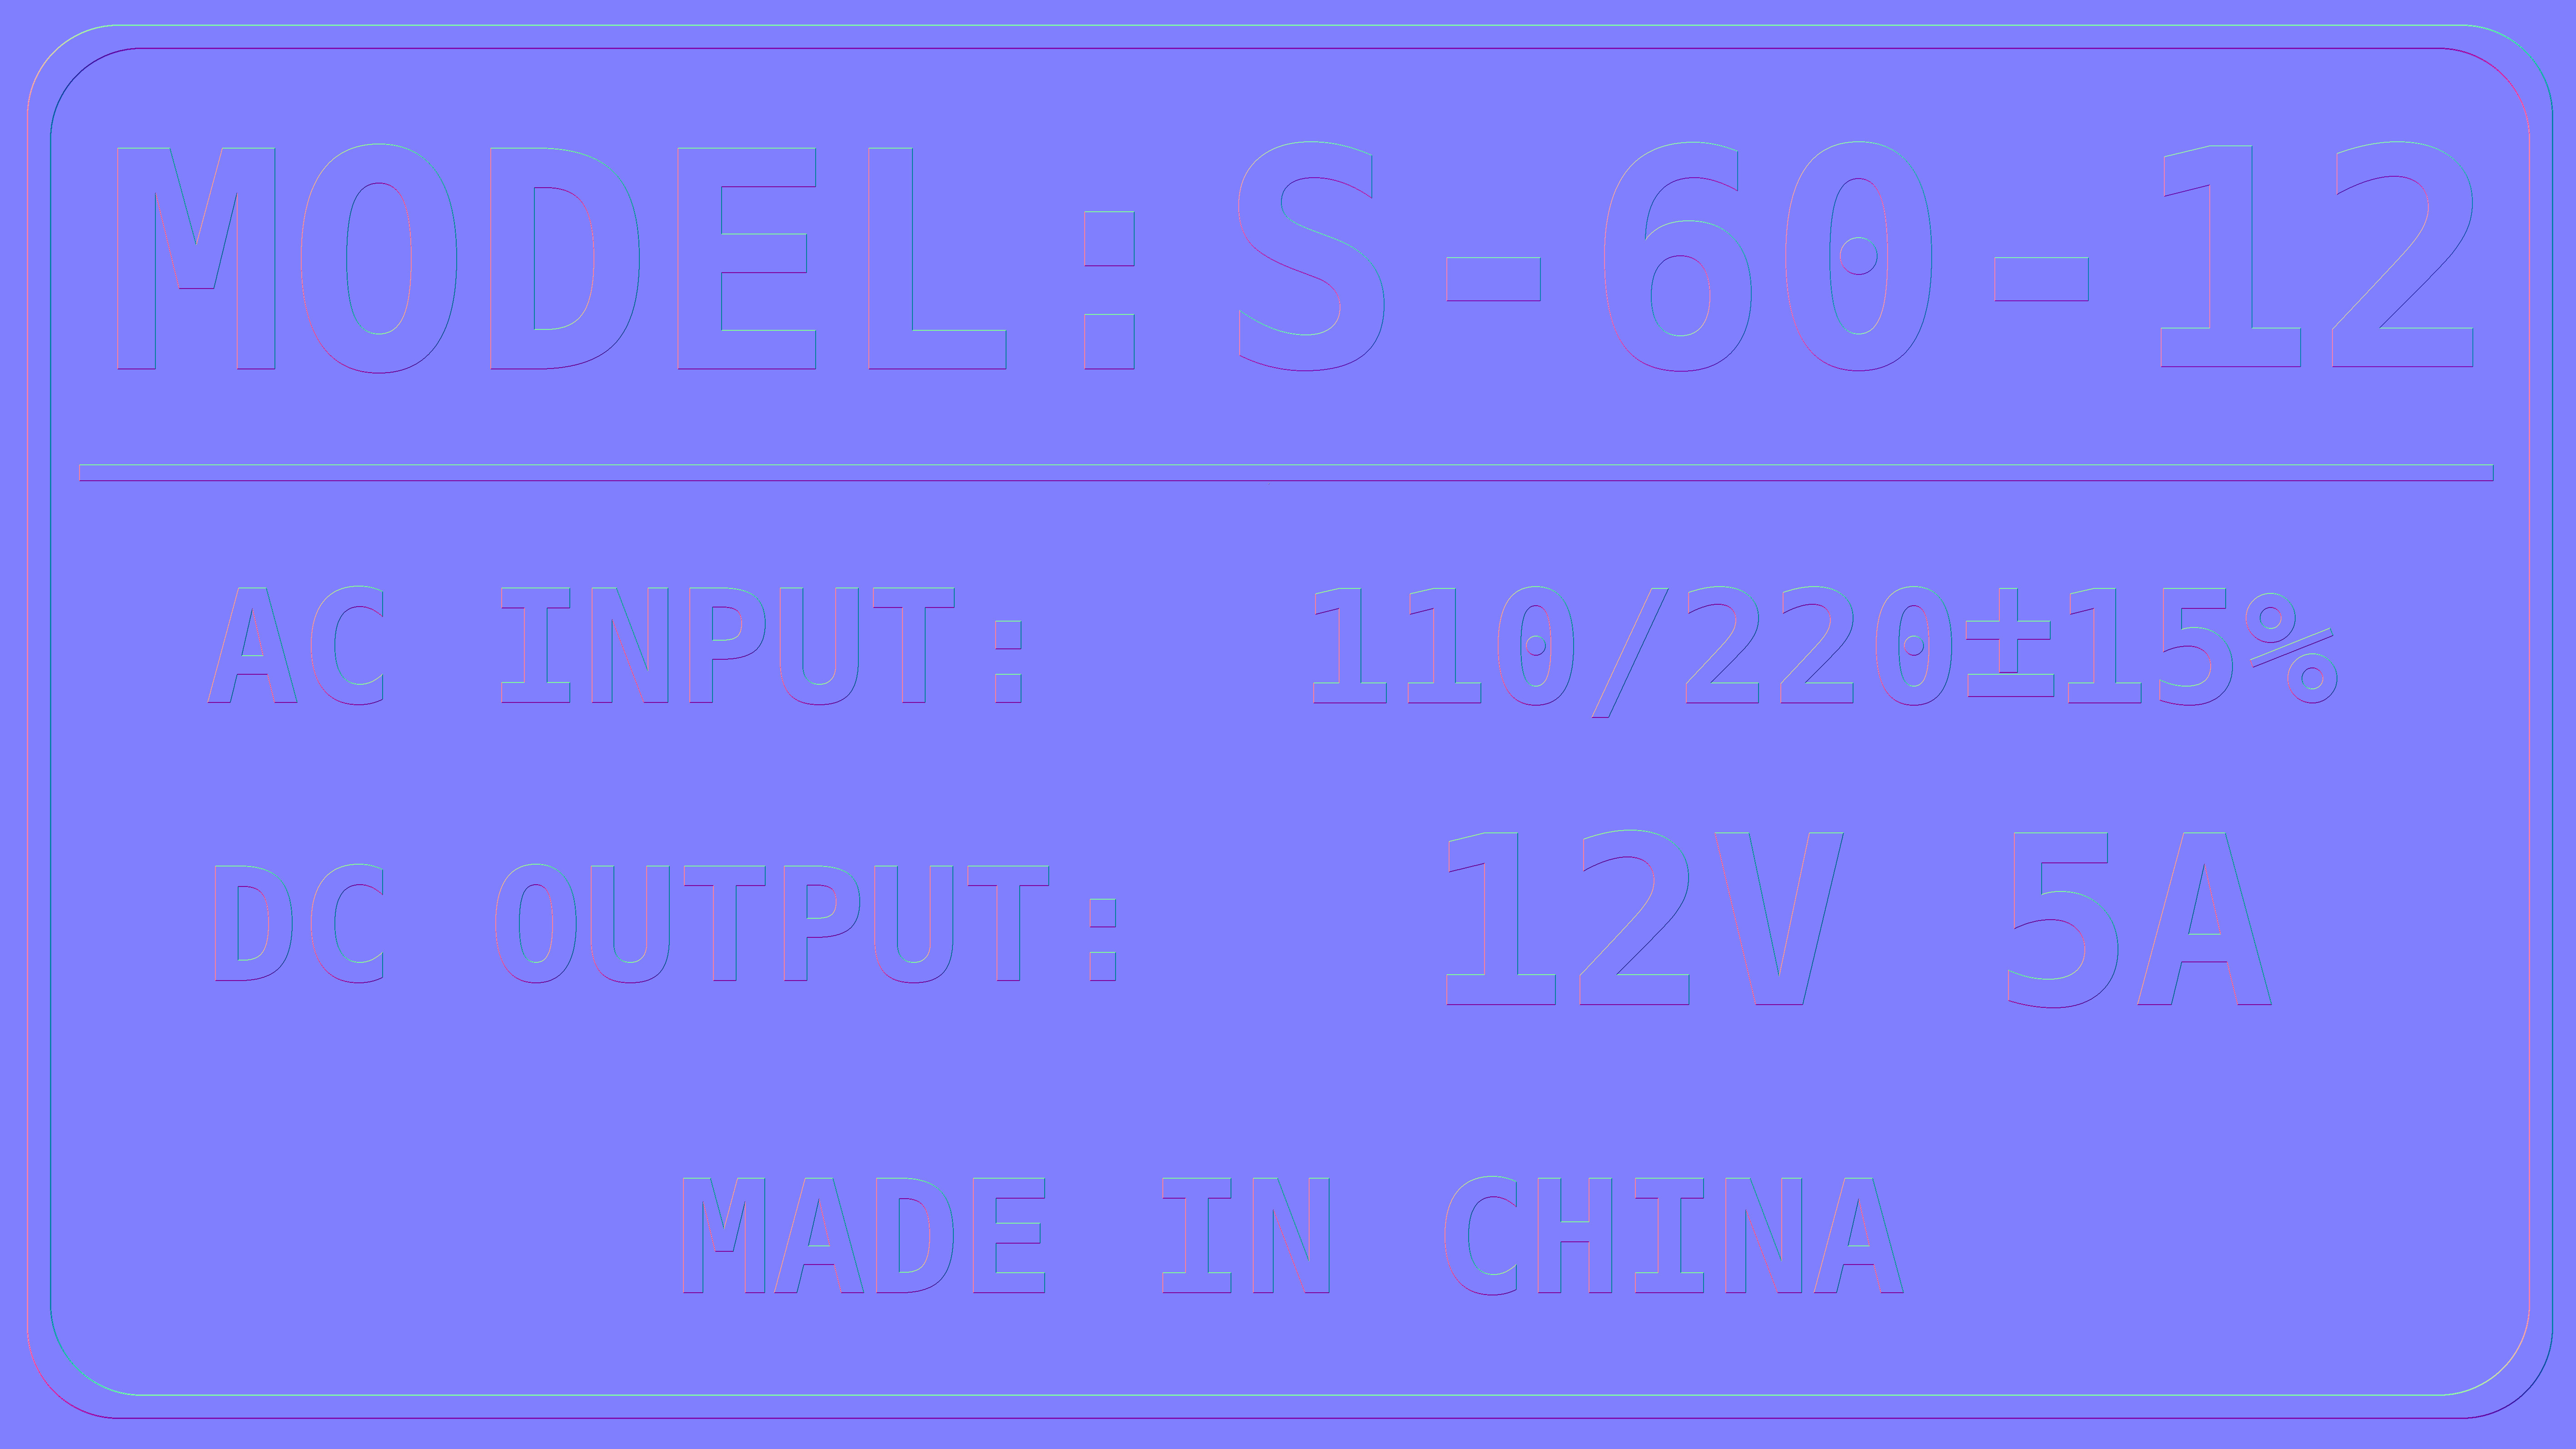 MODEL:S-60-12
AC INPUT: 110/220±15%
DC OUTPUT: 12V 5A
MADE IN CHINA